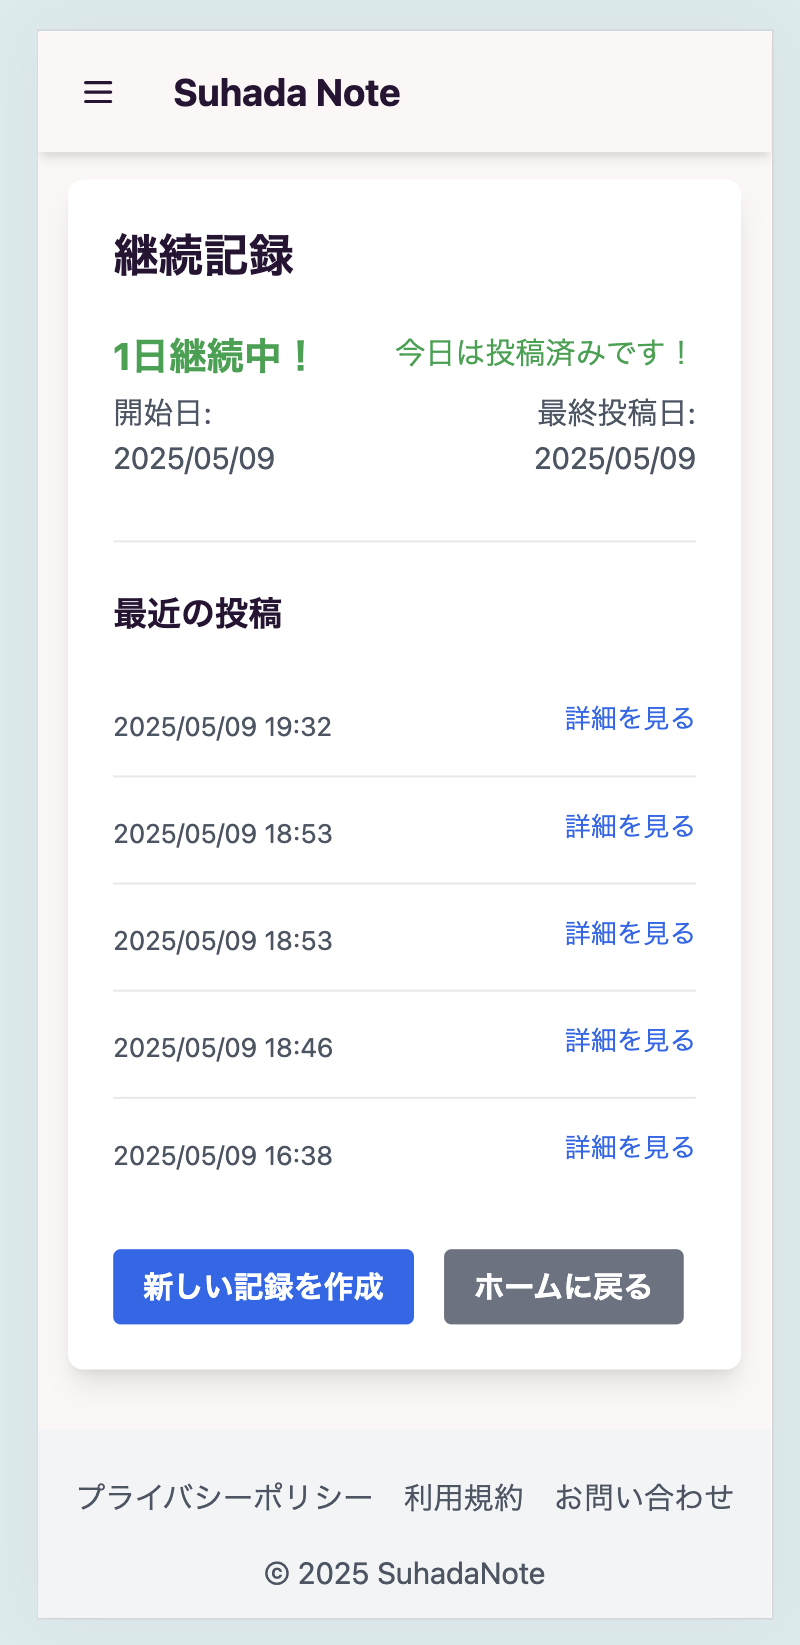 Suhada Note
継続記録
1日継続中！
今日は投稿済みです！
開始日:
2025/05/09
最終投稿日:
2025/05/09
最近の投稿
2025/05/09 19:32
詳細を見る
2025/05/09 18:53
詳細を見る
2025/05/09 18:53
詳細を見る
2025/05/09 18:46
詳細を見る
2025/05/09 16:38
詳細を見る
新しい記録を作成
ホームに戻る
プライバシーポリシー 利用規約 お問い合わせ
© 2025 SuhadaNote